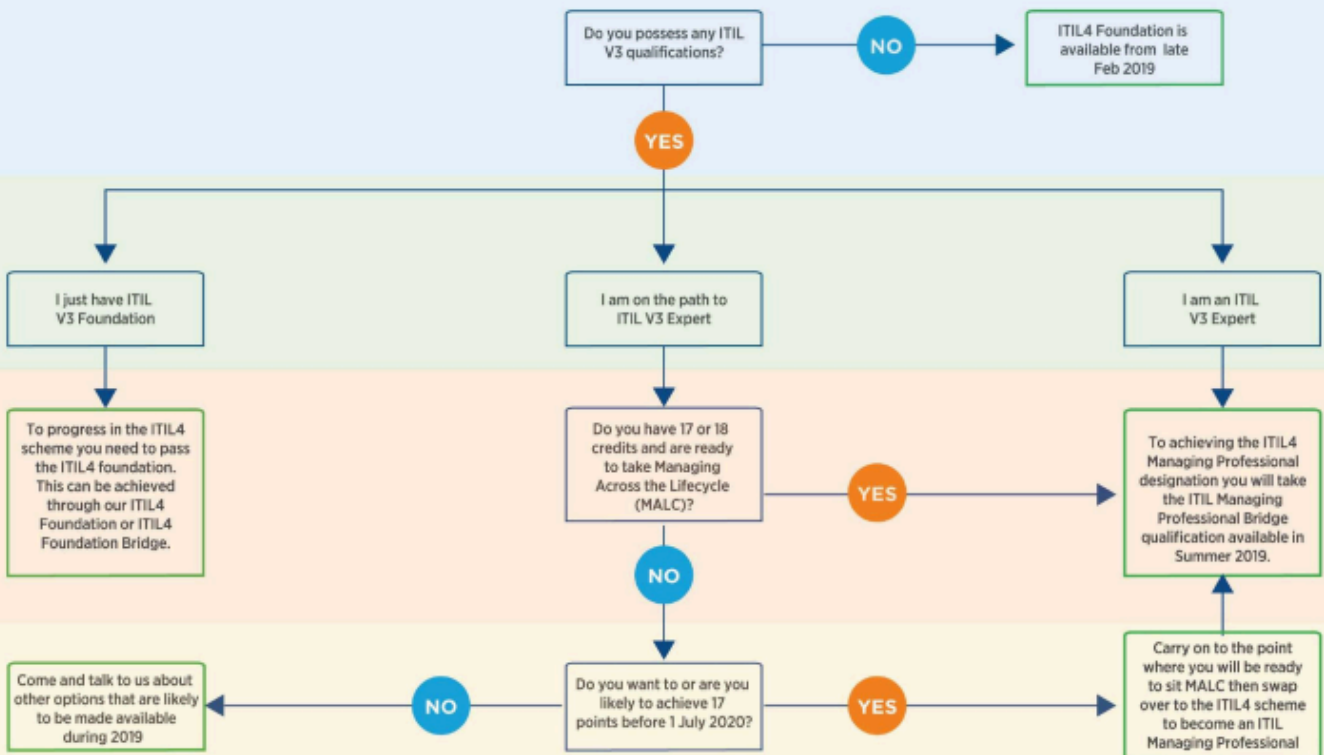 Do you possess any ITIL
V3 qualifications?
NO
ITIL4 Foundation is
available from late
Feb 2019
YES
I just have ITIL
V3 Foundation
I am on the path to
ITIL V3 Expert
I am an ITIL
V3 Expert
To progress in the ITIL4
scheme you need to pass
the ITIL4 foundation.
This can be achieved
through our ITIL4
Foundation or ITIL4
Foundation Bridge.
Do you have 17 or 18
credits and are ready
to take Managing
Across the Lifecycle
(MALC)?
YES
To achieving the ITIL4
Managing Professional
designation you will take
the ITIL Managing
Professional Bridge
qualification available in
Summer 2019.
NO
Come and talk to us about
other options that are likely
to be made available
during 2019
NO
Do you want to or are you
likely to achieve 17
points before 1 July 2020?
YES
Carry on to the point
where you will be ready
to sit MALC then swap
over to the ITIL4 scheme
to become an ITIL
Managing Professional